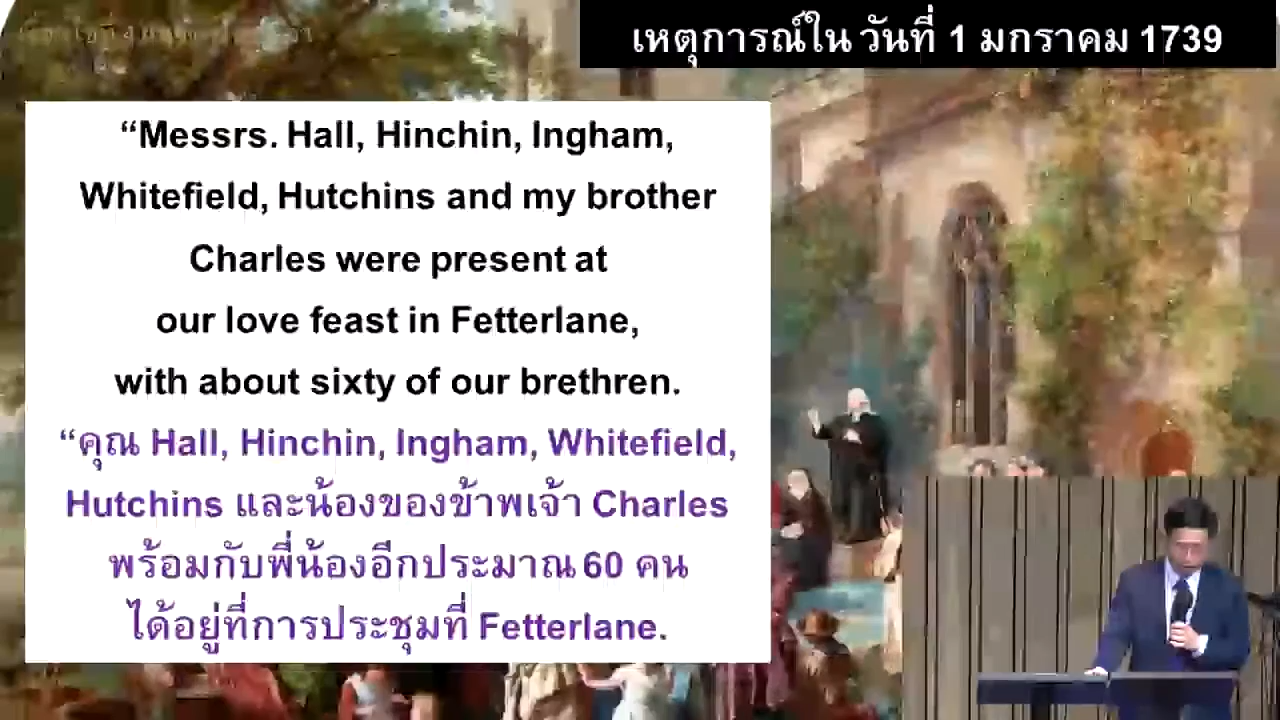 เหตุการณ์ใน วันที่ 1 มกราคม 1739
“Messrs. Hall, Hinchin, Ingham,
Whitefield, Hutchins and my brother
Charles were present at
our love feast in Fetterlane,
with about sixty of our brethren.
“คุณ Hall, Hinchin, Ingham, Whitefield,
Hutchins และน้องของข้าพเจ้า Charles
พร้อมกับพี่น้องอีกประมาณ 60 คน
ได้อยู่ที่การประชุมที่ Fetterlane.